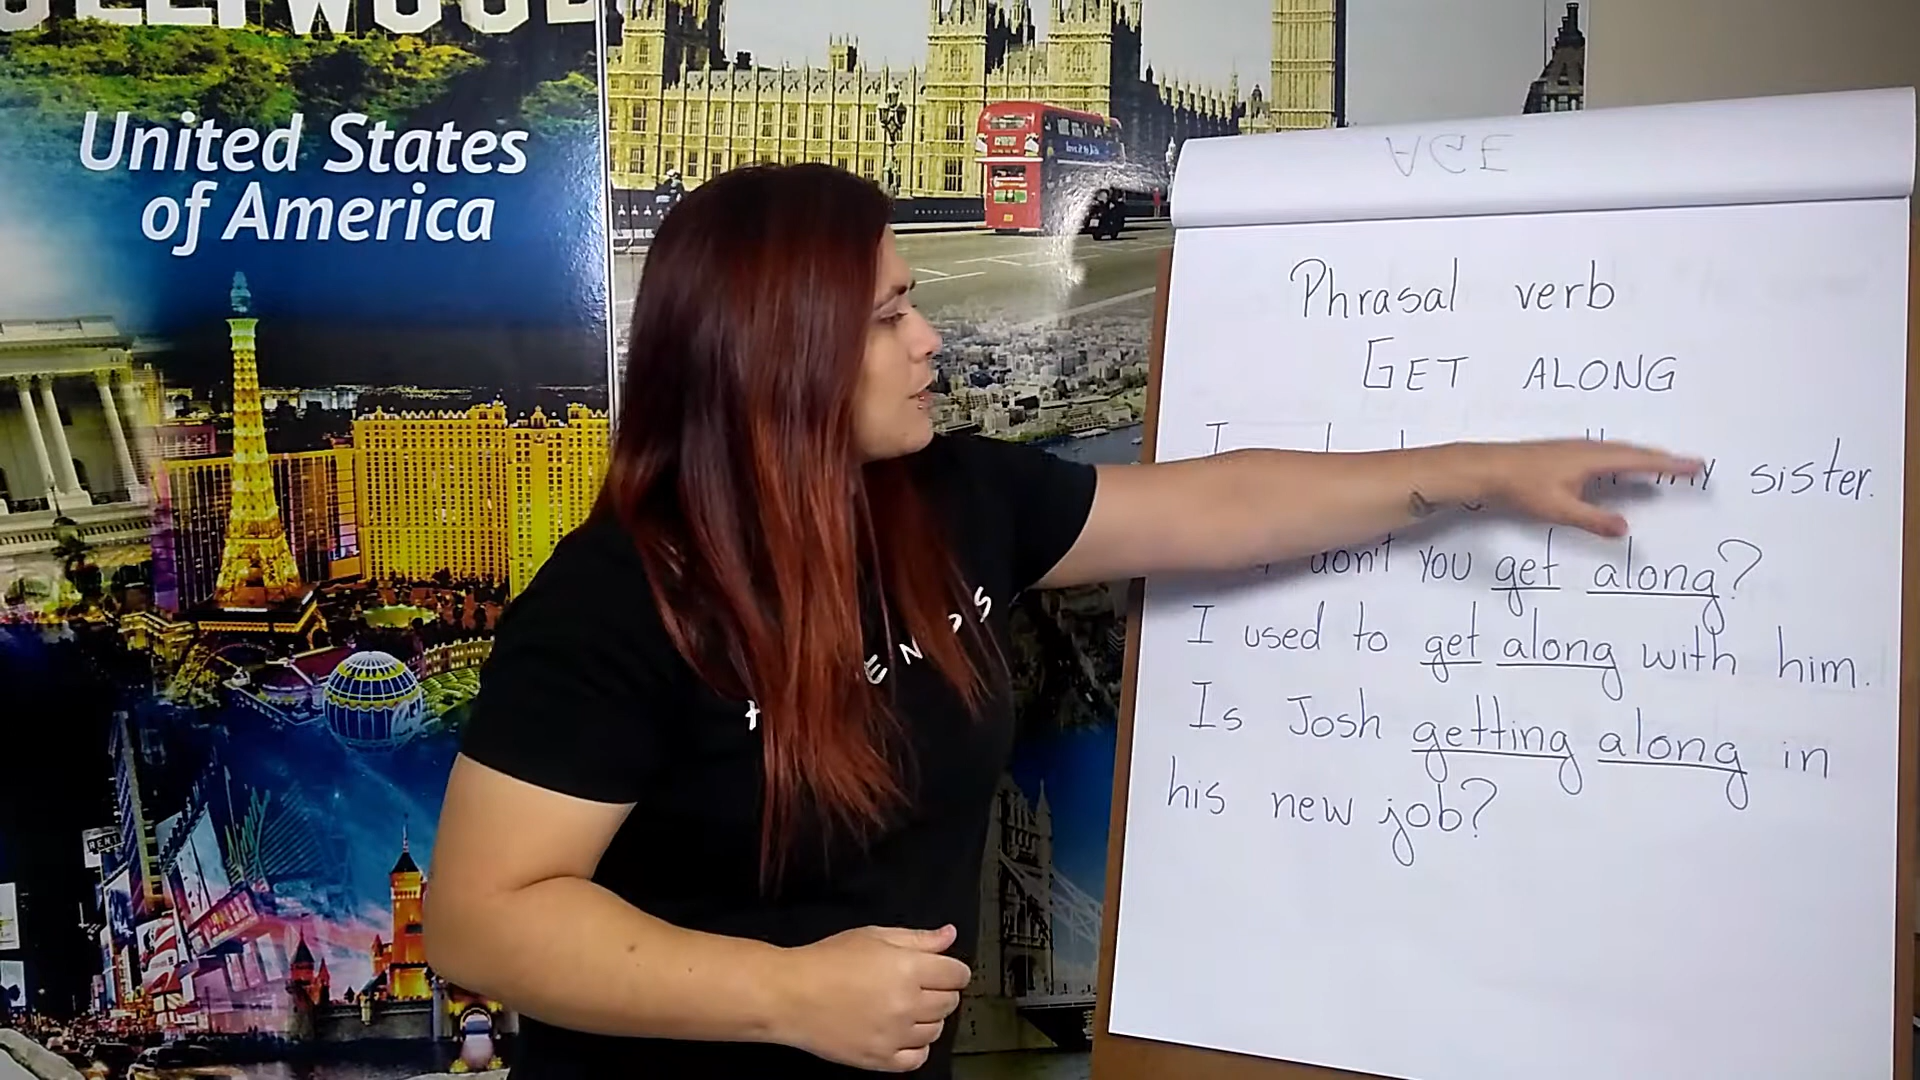 United States
of America
Phrasal verb
GET ALONG
I my sister.
don't you get along?
I used to get along with him.
Is Josh getting along in
his new job?